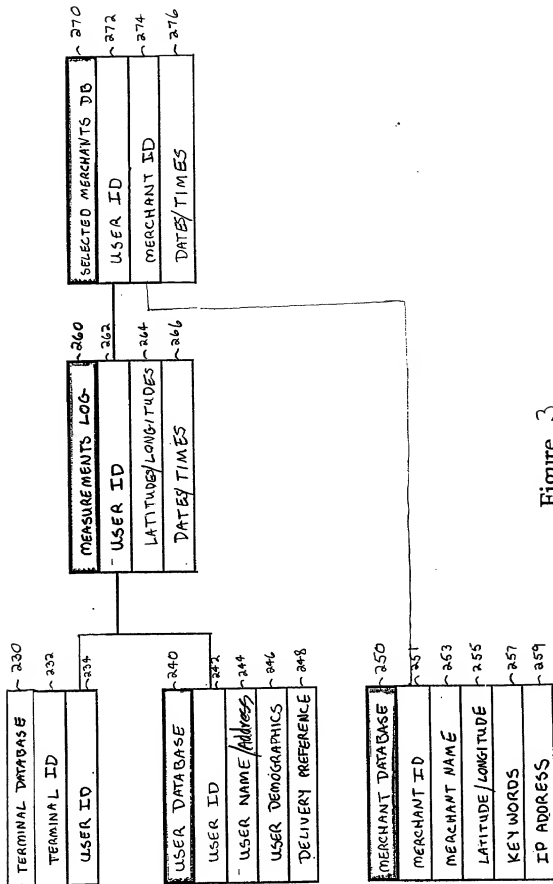 TERMINAL DATABASE ~230
TERMINAL ID ~232
USER ID ~234
USER DATABASE ~240
USER ID ~242
USER NAME/Address ~244
USER DEMOGRAPHICS ~246
DELIVERY PREFERENCE ~248
MERCHANT DATABASE ~250
MERCHANT ID ~251
MERCHANT NAME ~253
LATITUDE/LONGITUDE ~255
KEY WORDS ~257
IP ADDRESS ~259
MEASUREMENTS LOG ~260
USER ID ~262
LATITUDES/LONGITUDES ~264
DATES/TIMES ~266
SELECTED MERCHANTS DB ~270
USER ID ~272
MERCHANT ID ~274
DATES/TIMES ~276
Figure 3